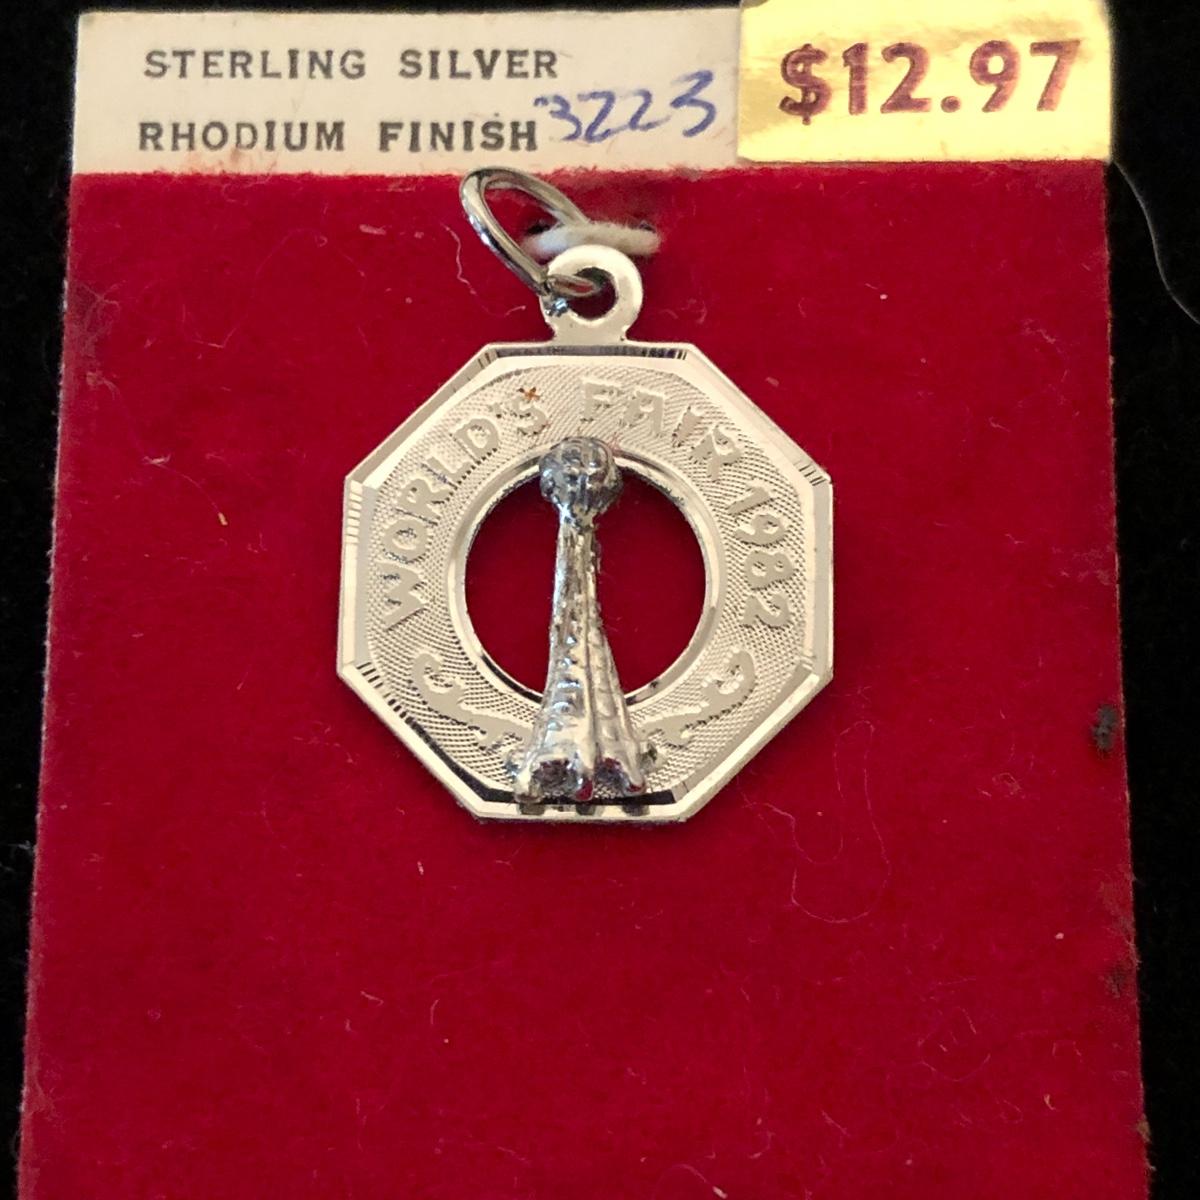 STERLING SILVER
RHODIUM FINISH 3223
$12.97
WORLD'S FAIR 1982